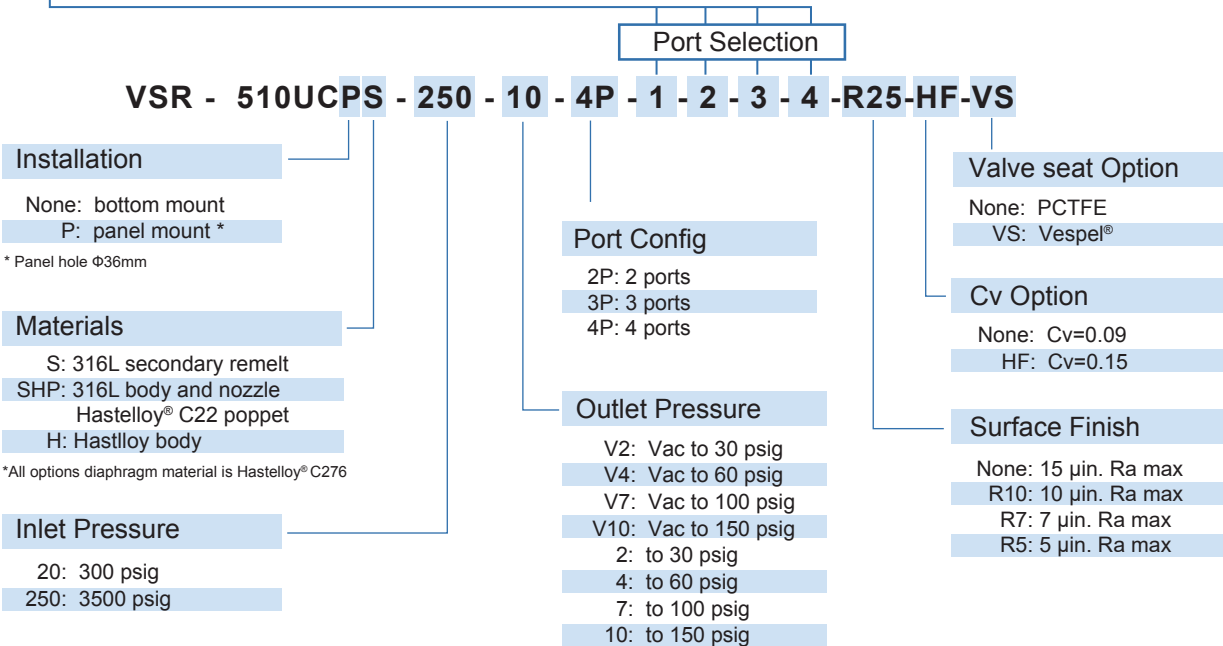 Port Selection
VSR - 510UCPS - 250 - 10 - 4P - 1 - 2 - 3 - 4 -R25-HF-VS
Installation
None: bottom mount
P: panel mount *
* Panel hole Φ36mm
Materials
S: 316L secondary remelt
SHP: 316L body and nozzle
Hastelloy® C22 poppet
H: Hastlloy body
*All options diaphragm material is Hastelloy® C276
Inlet Pressure
20: 300 psig
250: 3500 psig
Port Config
2P: 2 ports
3P: 3 ports
4P: 4 ports
Outlet Pressure
V2: Vac to 30 psig
V4: Vac to 60 psig
V7: Vac to 100 psig
V10: Vac to 150 psig
2: to 30 psig
4: to 60 psig
7: to 100 psig
10: to 150 psig
Valve seat Option
None: PCTFE
VS: Vespel®
Cv Option
None: Cv=0.09
HF: Cv=0.15
Surface Finish
None: 15 μin. Ra max
R10: 10 μin. Ra max
R7: 7 μin. Ra max
R5: 5 μin. Ra max